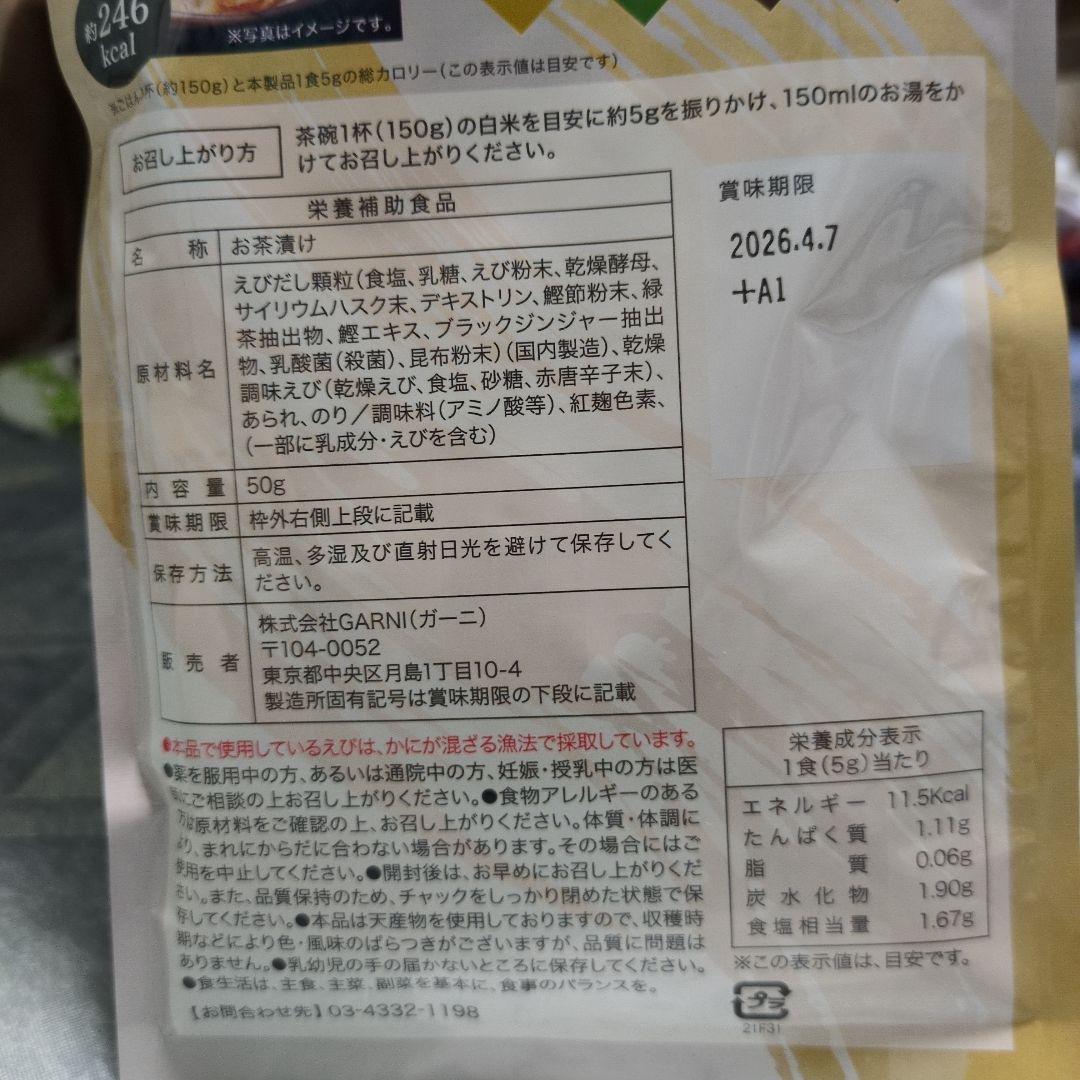 約246
kcal
※写真はイメージです。
※ごはん1杯(約150g)と本製品1食5gの総カロリー(この表示値は目安です)
お召し上がり方
茶碗1杯(150g)の白米を目安に約5gを振りかけ、150mlのお湯をか
けてお召し上がりください。
賞味期限
2026.4.7
+A1
栄養補助食品
名 称 お茶漬け
原材料名
えびだし顆粒(食塩、乳糖、えび粉末、乾燥酵母、
サイリウムハスク末、デキストリン、鰹節粉末、緑
茶抽出物、鰹エキス、ブラックジンジャー抽出
物、乳酸菌(殺菌)、昆布粉末)(国内製造)、乾燥
調味えび(乾燥えび、食塩、砂糖、赤唐辛子末)、
あられ、のり/調味料(アミノ酸等)、紅麹色素、
(一部に乳成分・えびを含む)
内容量 50g
賞味期限 枠外右側上段に記載
保存方法
高温、多湿及び直射日光を避けて保存してく
ださい。
販売者
株式会社GARNI(ガーニ)
〒104-0052
東京都中央区月島1丁目10-4
製造所固有記号は賞味期限の下段に記載
●本品で使用しているえびは、かにが混ざる漁法で採取しています。
●薬を服用中の方、あるいは通院中の方、妊娠・授乳中の方は医
師にご相談の上お召し上がりください。●食物アレルギーのある
方は原材料をご確認の上、お召し上がりください。体質・体調に
より、まれにからだに合わない場合があります。その場合にはご
使用を中止してください。●開封後は、お早めにお召し上がりくだ
さい。また、品質保持のため、チャックをしっかり閉めた状態で保
存してください。●本品は天産物を使用しておりますので、収穫時
期などにより色・風味のばらつきがございますが、品質に問題は
ありません。●乳幼児の手の届かないところに保存してください。
●食生活は、主食、主菜、副菜を基本に、食事のバランスを。
【お問合わせ先】03-4332-1198
栄養成分表示
1食(5g)当たり
エネルギー 11.5Kcal
たんぱく質 1.11g
脂質 0.06g
炭水化物 1.90g
食塩相当量 1.67g
※この表示値は、目安です。
プラ
21F31